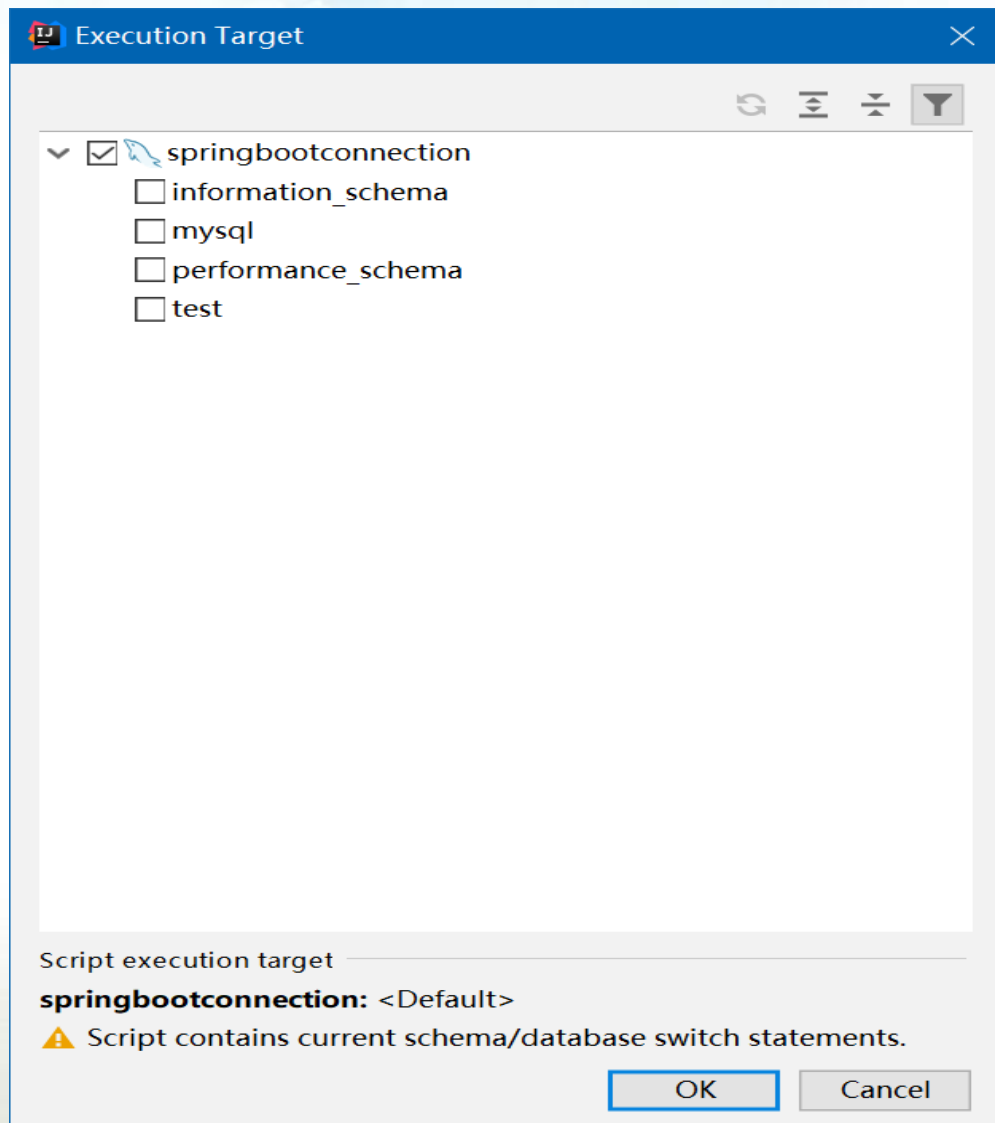 Execution Target
springbootconnection
information_schema
mysql
performance_schema
test
Script execution target
springbootconnection: <Default>
Script contains current schema/database switch statements.
OK Cancel